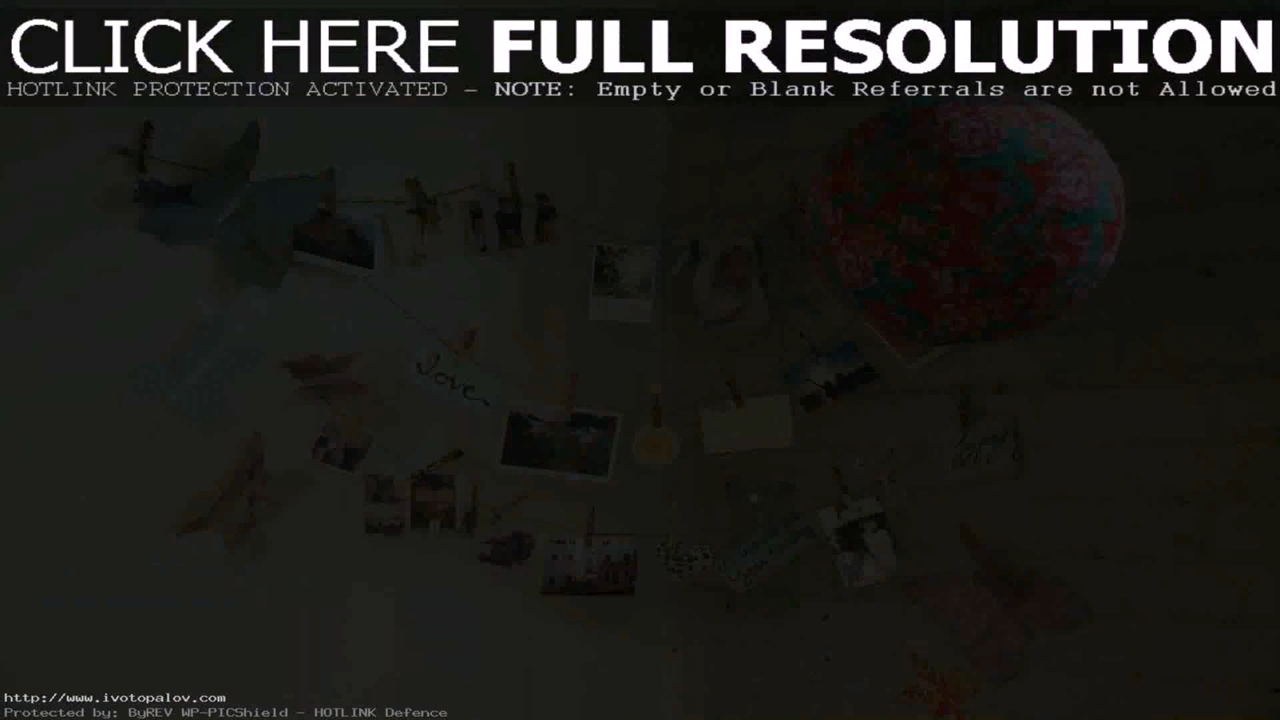 CLICK HERE FULL RESOLUTION
HOTLINK PROTECTION ACTIVATED – NOTE: Empty or Blank Referrals are not Allowed
Love
http://www.ivotopalov.com
Protected by: ByREV WP-PICShield – HOTLINK Defence